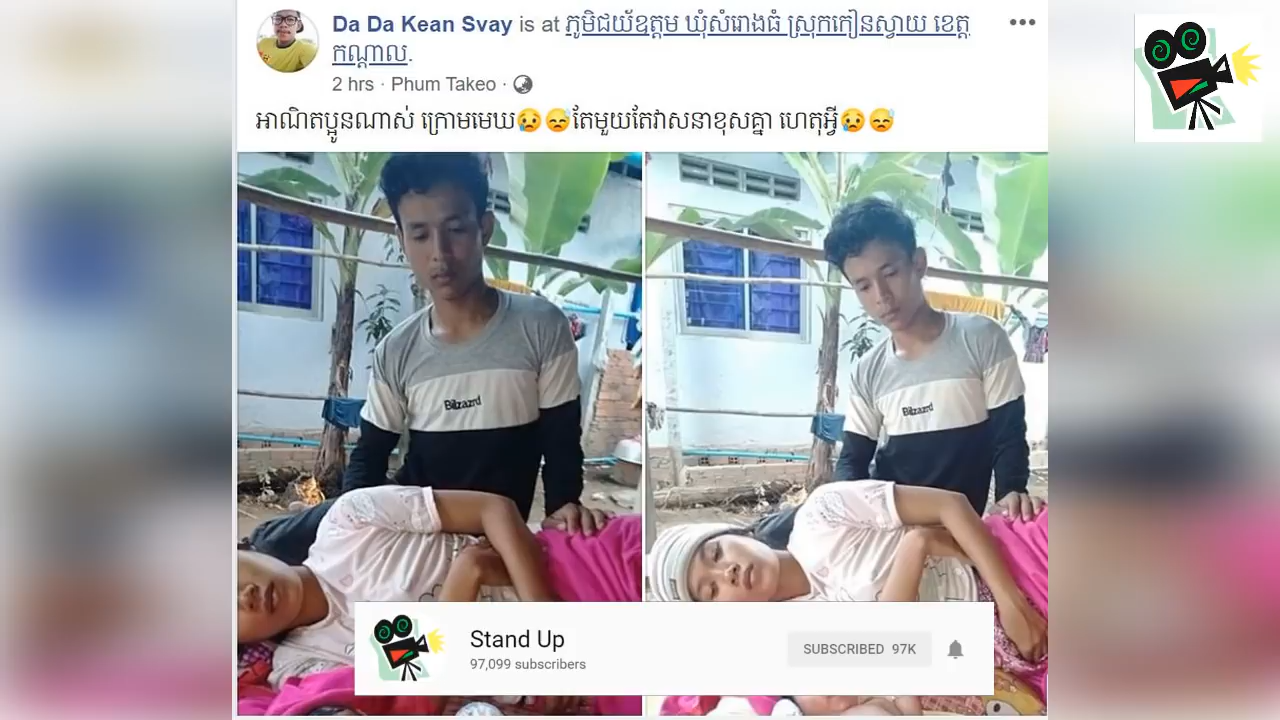 Da Da Kean Svay is at ភូមិជយ័ឧត្តម ឃុំសំរោងធំ ស្រុកកៀនស្វាយ ខេត្ត
កណ្តាល.
2 hrs · Phum Takeo ·
អាណិតប្អូនណាស់ ក្រោមមេឃ😥😪តែមួយតែវាសនាខុសគ្នា ហេតុអ្វី😥😪
Bilzazrd
Bilzazrd
Stand Up
SUBSCRIBED 97K
97,099 subscribers